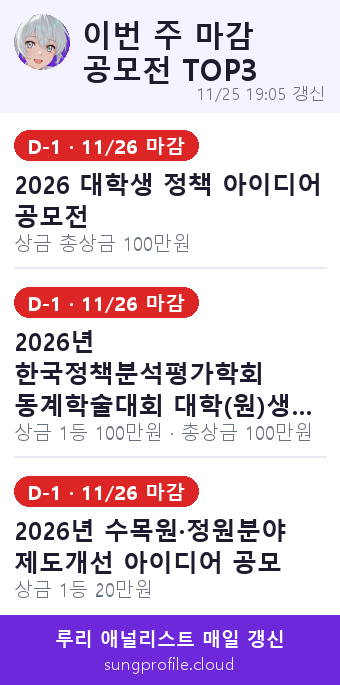 이번 주 마감
공모전 TOP3
11/25 19:05 갱신
D-1 · 11/26 마감
2026 대학생 정책 아이디어
공모전
상금 총상금 100만원
D-1 · 11/26 마감
2026년
한국정책분석평가학회
동계학술대회 대학(원)생...
상금 1등 100만원 · 총상금 100만원
D-1 · 11/26 마감
2026년 수목원·정원분야
제도개선 아이디어 공모
상금 1등 20만원
루리 애널리스트 매일 갱신
sungprofile.cloud